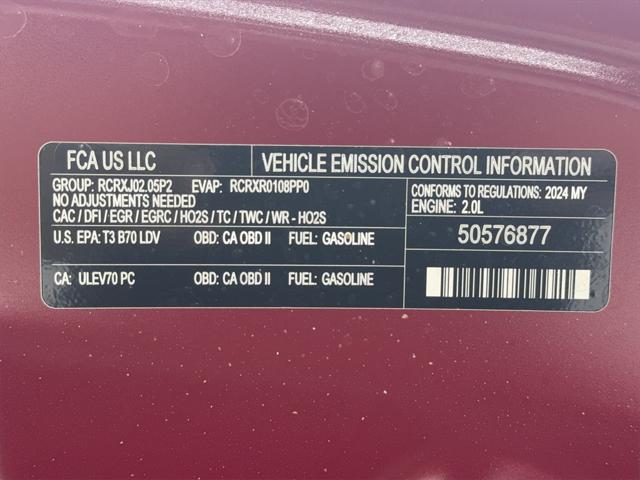 FCA US LLC
VEHICLE EMISSION CONTROL INFORMATION
GROUP: RCRXJ02.05P2 EVAP: RCRXR0108PP0
NO ADJUSTMENTS NEEDED
CAC / DFI / EGR / EGRC / HO2S / TC / TWC / WR - HO2S
CONFORMS TO REGULATIONS: 2024 MY
ENGINE: 2.0L
U.S. EPA: T3 B70 LDV OBD: CA OBD II FUEL: GASOLINE
50576877
CA: ULEV70 PC OBD: CA OBD II FUEL: GASOLINE